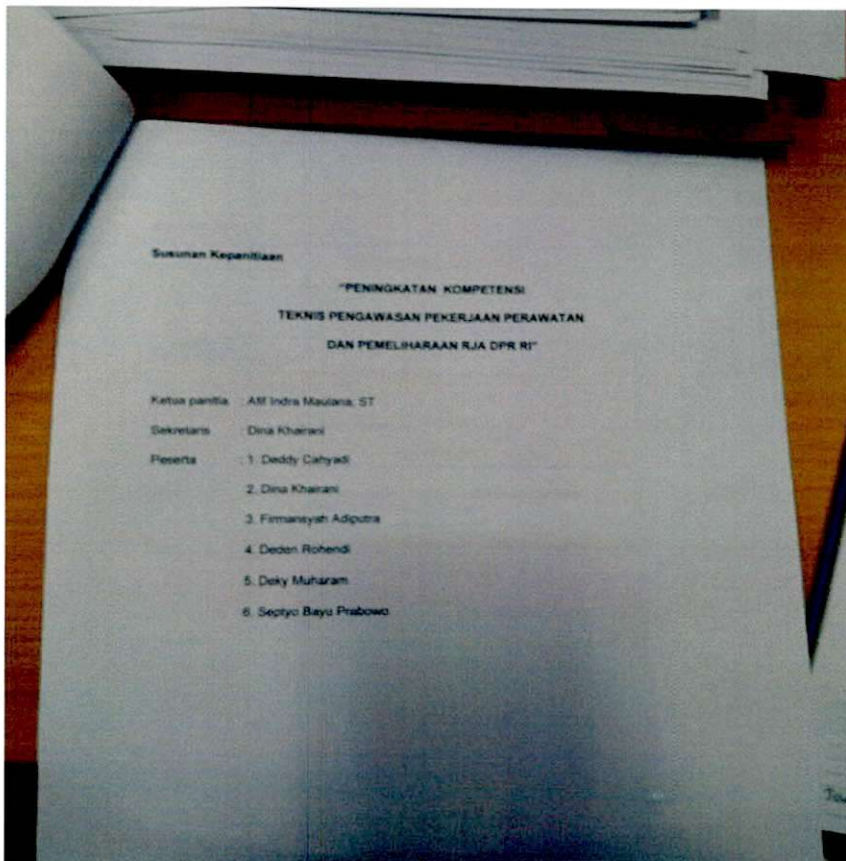 Susunan Kepanitiaan
"PENINGKATAN KOMPETENSI
TEKNIS PENGAWASAN PEKERJAAN PERAWATAN
DAN PEMELIHARAAN RJA DPR RI"
Ketua panitia : AM Indra Maulana, ST
Sekretaris : Dina Khairani
Peserta : 1. Deddy Cahyadi
2. Dina Khairani
3. Firmansyah Adiputra
4. Deden Rohendi
5. Deky Muharam
6. Septyo Bayu Prabowo